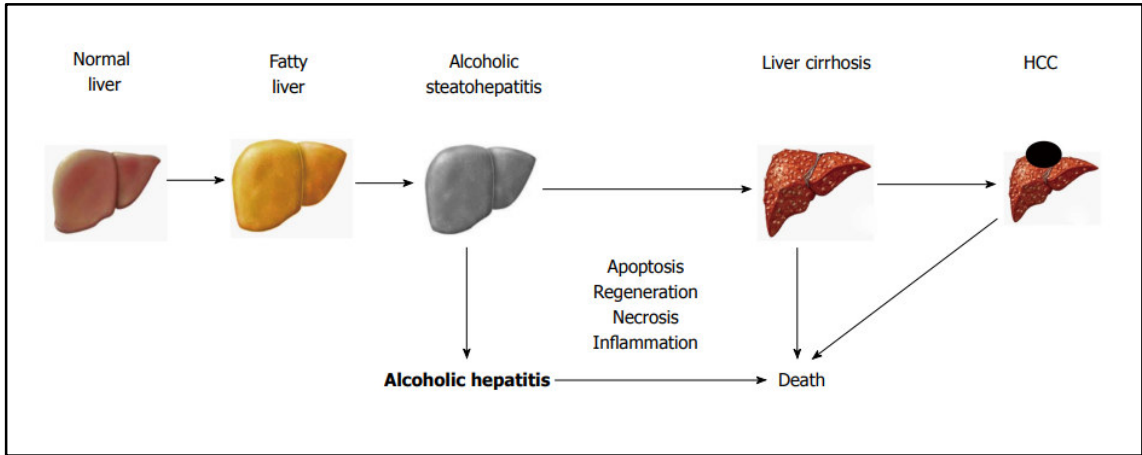 Normal
liver
Fatty
liver
Alcoholic
steatohepatitis
Liver cirrhosis
HCC
Apoptosis
Regeneration
Necrosis
Inflammation
Alcoholic hepatitis
Death